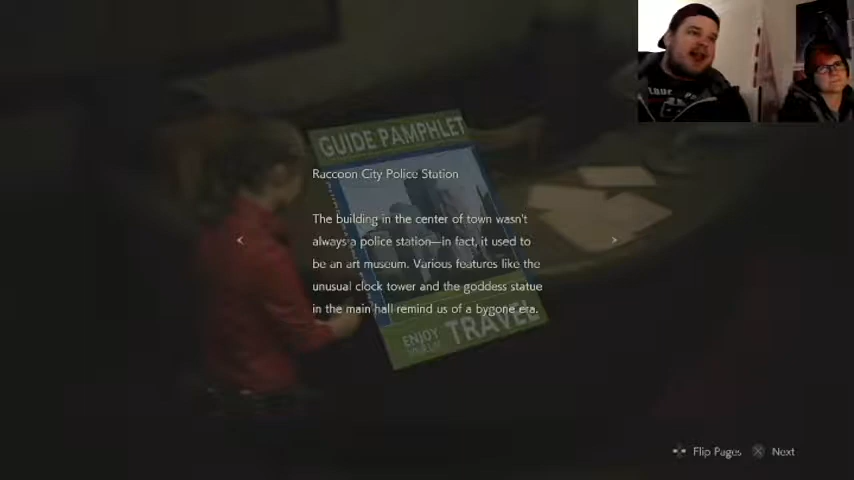 GUIDE PAMPHLET
Raccoon City Police Station
The building in the center of town wasn't
always a police station—in fact, it used to
be an art museum. Various features like the
unusual clock tower and the goddess statue
in the main hall remind us of a bygone era.
ENJOY
TRAVEL
Flip Pages
Next